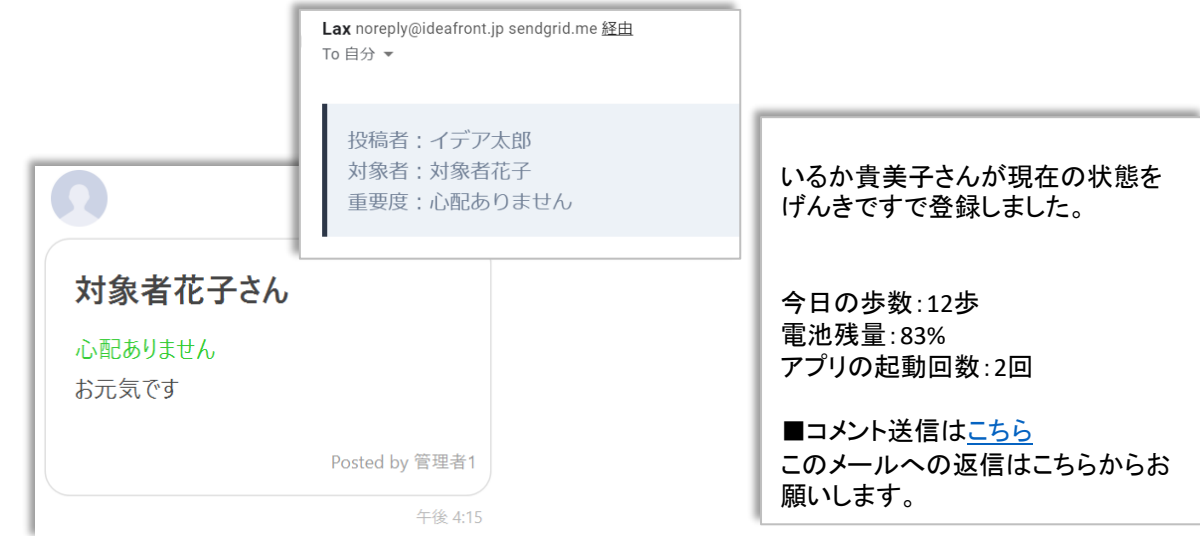 Lax noreply@ideafront.jp sendgrid.me 経由
To 自分
投稿者：イデア太郎
対象者：対象者花子
重要度：心配ありません
対象者花子さん
心配ありません
お元気です
Posted by 管理者1
午後 4:15
いるか貴美子さんが現在の状態を
げんきですで登録しました。
今日の歩数：12歩
電池残量：83%
アプリの起動回数：2回
■コメント送信はこちら
このメールへの返信はこちらからお
願いします。